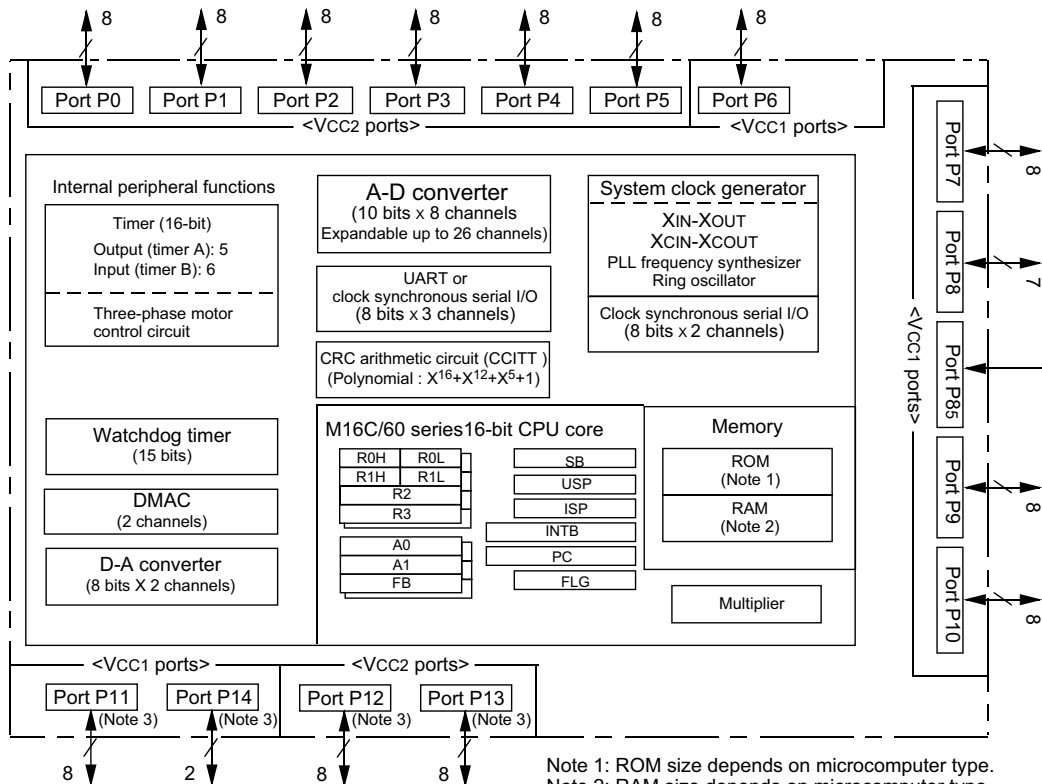 8 8 8 8 8 8 8
Port P0 Port P1 Port P2 Port P3 Port P4 Port P5 Port P6
<VCC2 ports> <VCC1 ports>
Internal peripheral functions
Timer (16-bit)
Output (timer A): 5
Input (timer B): 6
Three-phase motor
control circuit
A-D converter
(10 bits x 8 channels
Expandable up to 26 channels)
UART or
clock synchronous serial I/O
(8 bits x 3 channels)
CRC arithmetic circuit (CCITT )
(Polynomial : X16+X12+X5+1)
System clock generator
XIN-XOUT
XCIN-XCOUT
PLL frequency synthesizer
Ring oscillator
Clock synchronous serial I/O
(8 bits x 2 channels)
Watchdog timer
(15 bits)
DMAC
(2 channels)
D-A converter
(8 bits X 2 channels)
M16C/60 series16-bit CPU core
R0H R0L
R1H R1L
R2
R3
A0
A1
FB
SB
USP
ISP
INTB
PC
FLG
Memory
ROM
(Note 1)
RAM
(Note 2)
Multiplier
<VCC1 ports>
Port P7
8
Port P8
7
Port P85
Port P9
8
Port P10
8
<VCC1 ports> <VCC2 ports>
Port P11 Port P14 Port P12 Port P13
(Note 3) (Note 3) (Note 3) (Note 3)
8 2 8 8
Note 1: ROM size depends on microcomputer type.
Note 2: RAM size depends on microcomputer type.